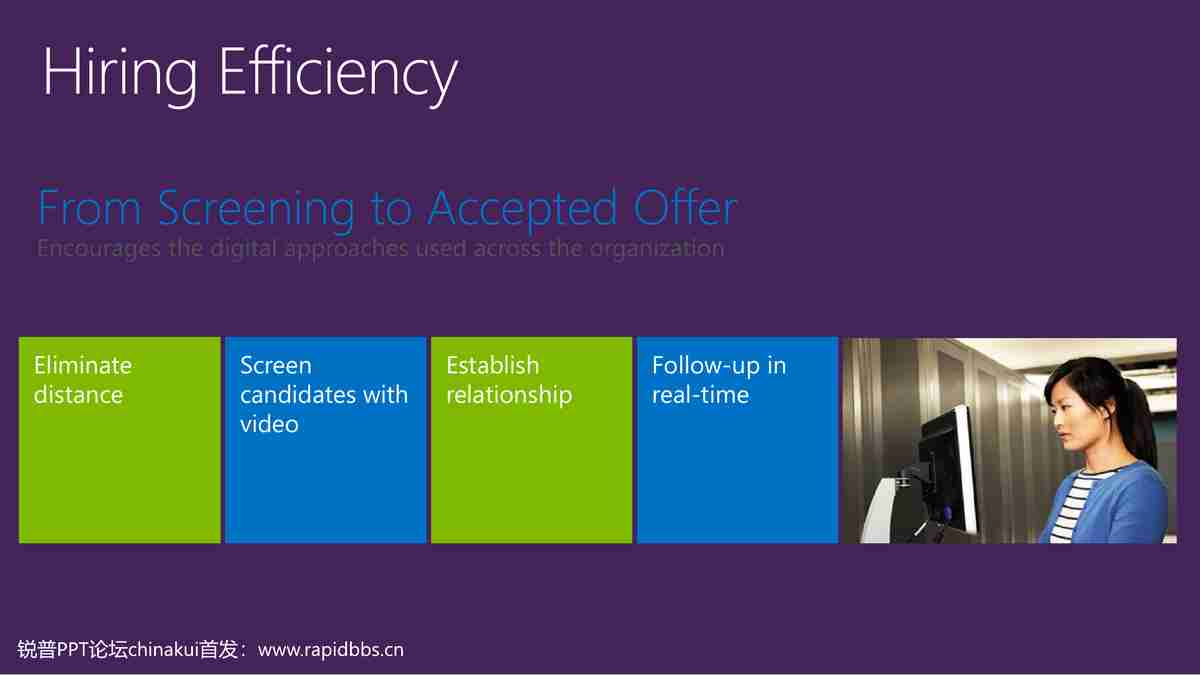 Hiring Efficiency
From Screening to Accepted Offer
Encourages the digital approaches used across the organization
Eliminate
distance
Screen
candidates with
video
Establish
relationship
Follow-up in
real-time
锐普PPT论坛chinakui首发：www.rapidbbs.cn